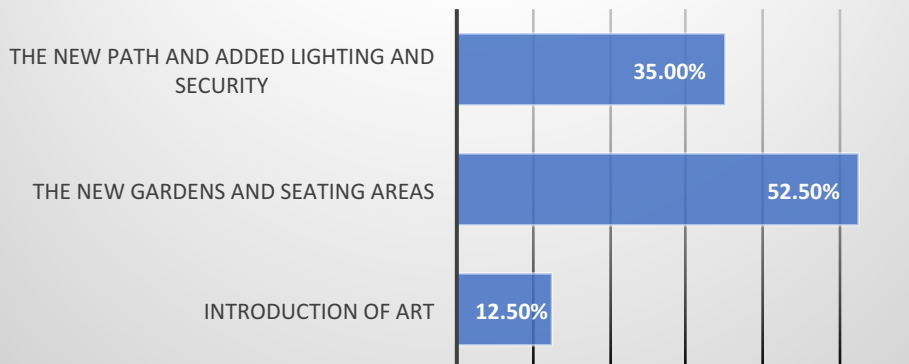 THE NEW PATH AND ADDED LIGHTING AND
SECURITY
35.00%
THE NEW GARDENS AND SEATING AREAS
52.50%
INTRODUCTION OF ART
12.50%